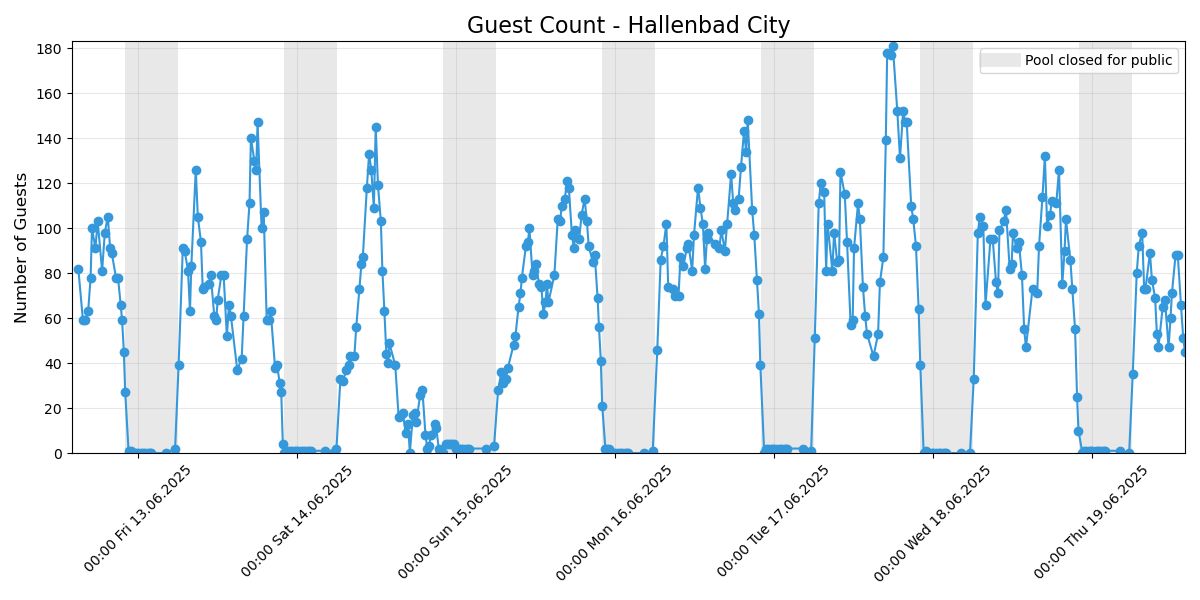 Guest Count - Hallenbad City
Pool closed for public
Number of Guests
180
160
140
120
100
80
60
40
20
0
00:00 Fri 13.06.2025
00:00 Sat 14.06.2025
00:00 Sun 15.06.2025
00:00 Mon 16.06.2025
00:00 Tue 17.06.2025
00:00 Wed 18.06.2025
00:00 Thu 19.06.2025